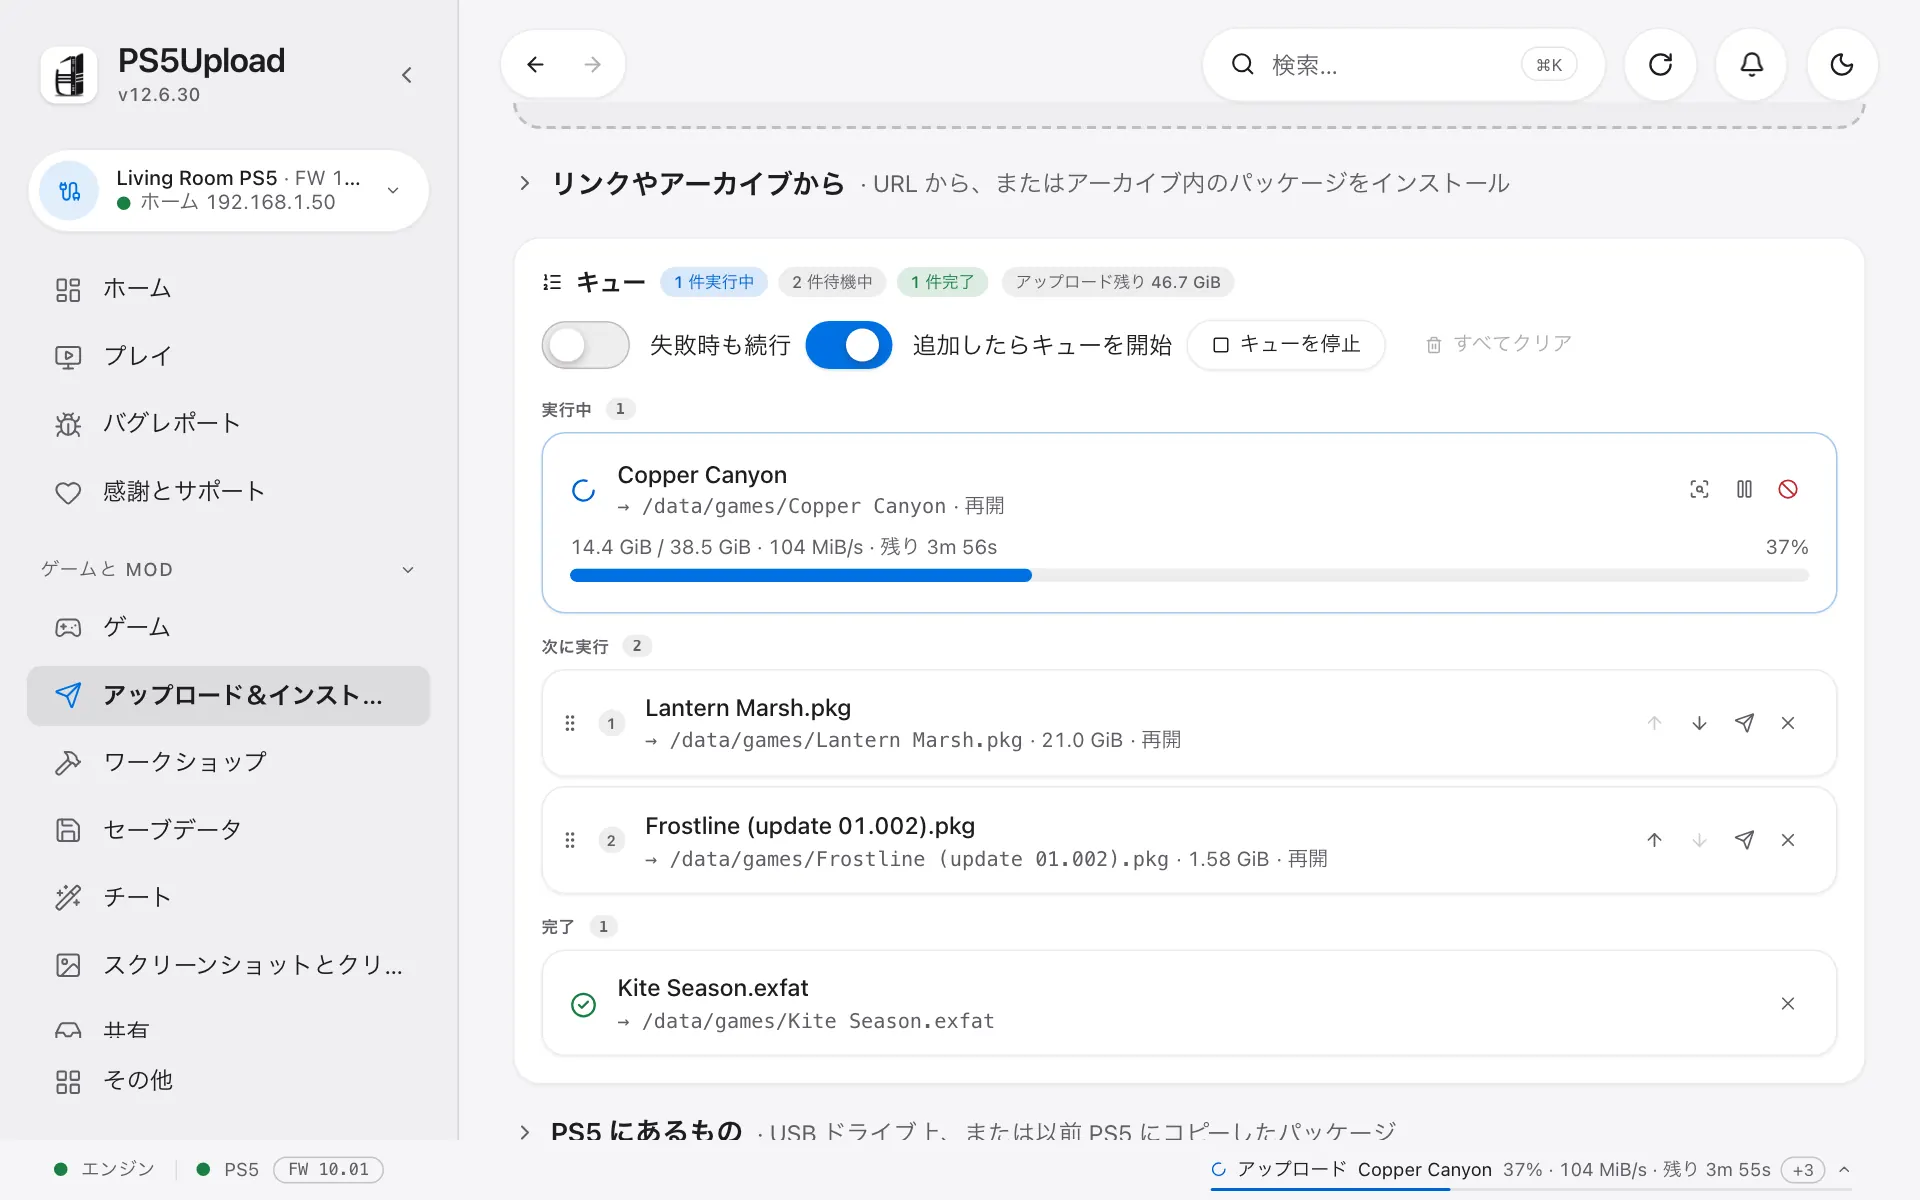 PS5Upload
v12.6.30
Living Room PS5 · FW 1...
ホーム 192.168.1.50
ホーム
プレイ
バグレポート
感謝とサポート
ゲームと MOD
ゲーム
アップロード＆インスト...
ワークショップ
セーブデータ
チート
スクリーンショットとクリ...
共有
その他
検索...
⌘K
リンクやアーカイブから · URL から、またはアーカイブ内のパッケージをインストール
キュー 1 件実行中 2 件待機中 1 件完了 アップロード残り 46.7 GiB
失敗時も続行 追加したらキューを開始 キューを停止 すべてクリア
実行中 1
Copper Canyon
→ /data/games/Copper Canyon · 再開
14.4 GiB / 38.5 GiB · 104 MiB/s · 残り 3m 56s 37%
次に実行 2
1 Lantern Marsh.pkg
→ /data/games/Lantern Marsh.pkg · 21.0 GiB · 再開
2 Frostline (update 01.002).pkg
→ /data/games/Frostline (update 01.002).pkg · 1.58 GiB · 再開
完了 1
Kite Season.exfat
→ /data/games/Kite Season.exfat
PS5 にあるもの · USB ドライブ上、または以前 PS5 にコピーしたパッケージ
エンジン PS5 FW 10.01
アップロード Copper Canyon 37% · 104 MiB/s · 残り 3m 55s +3